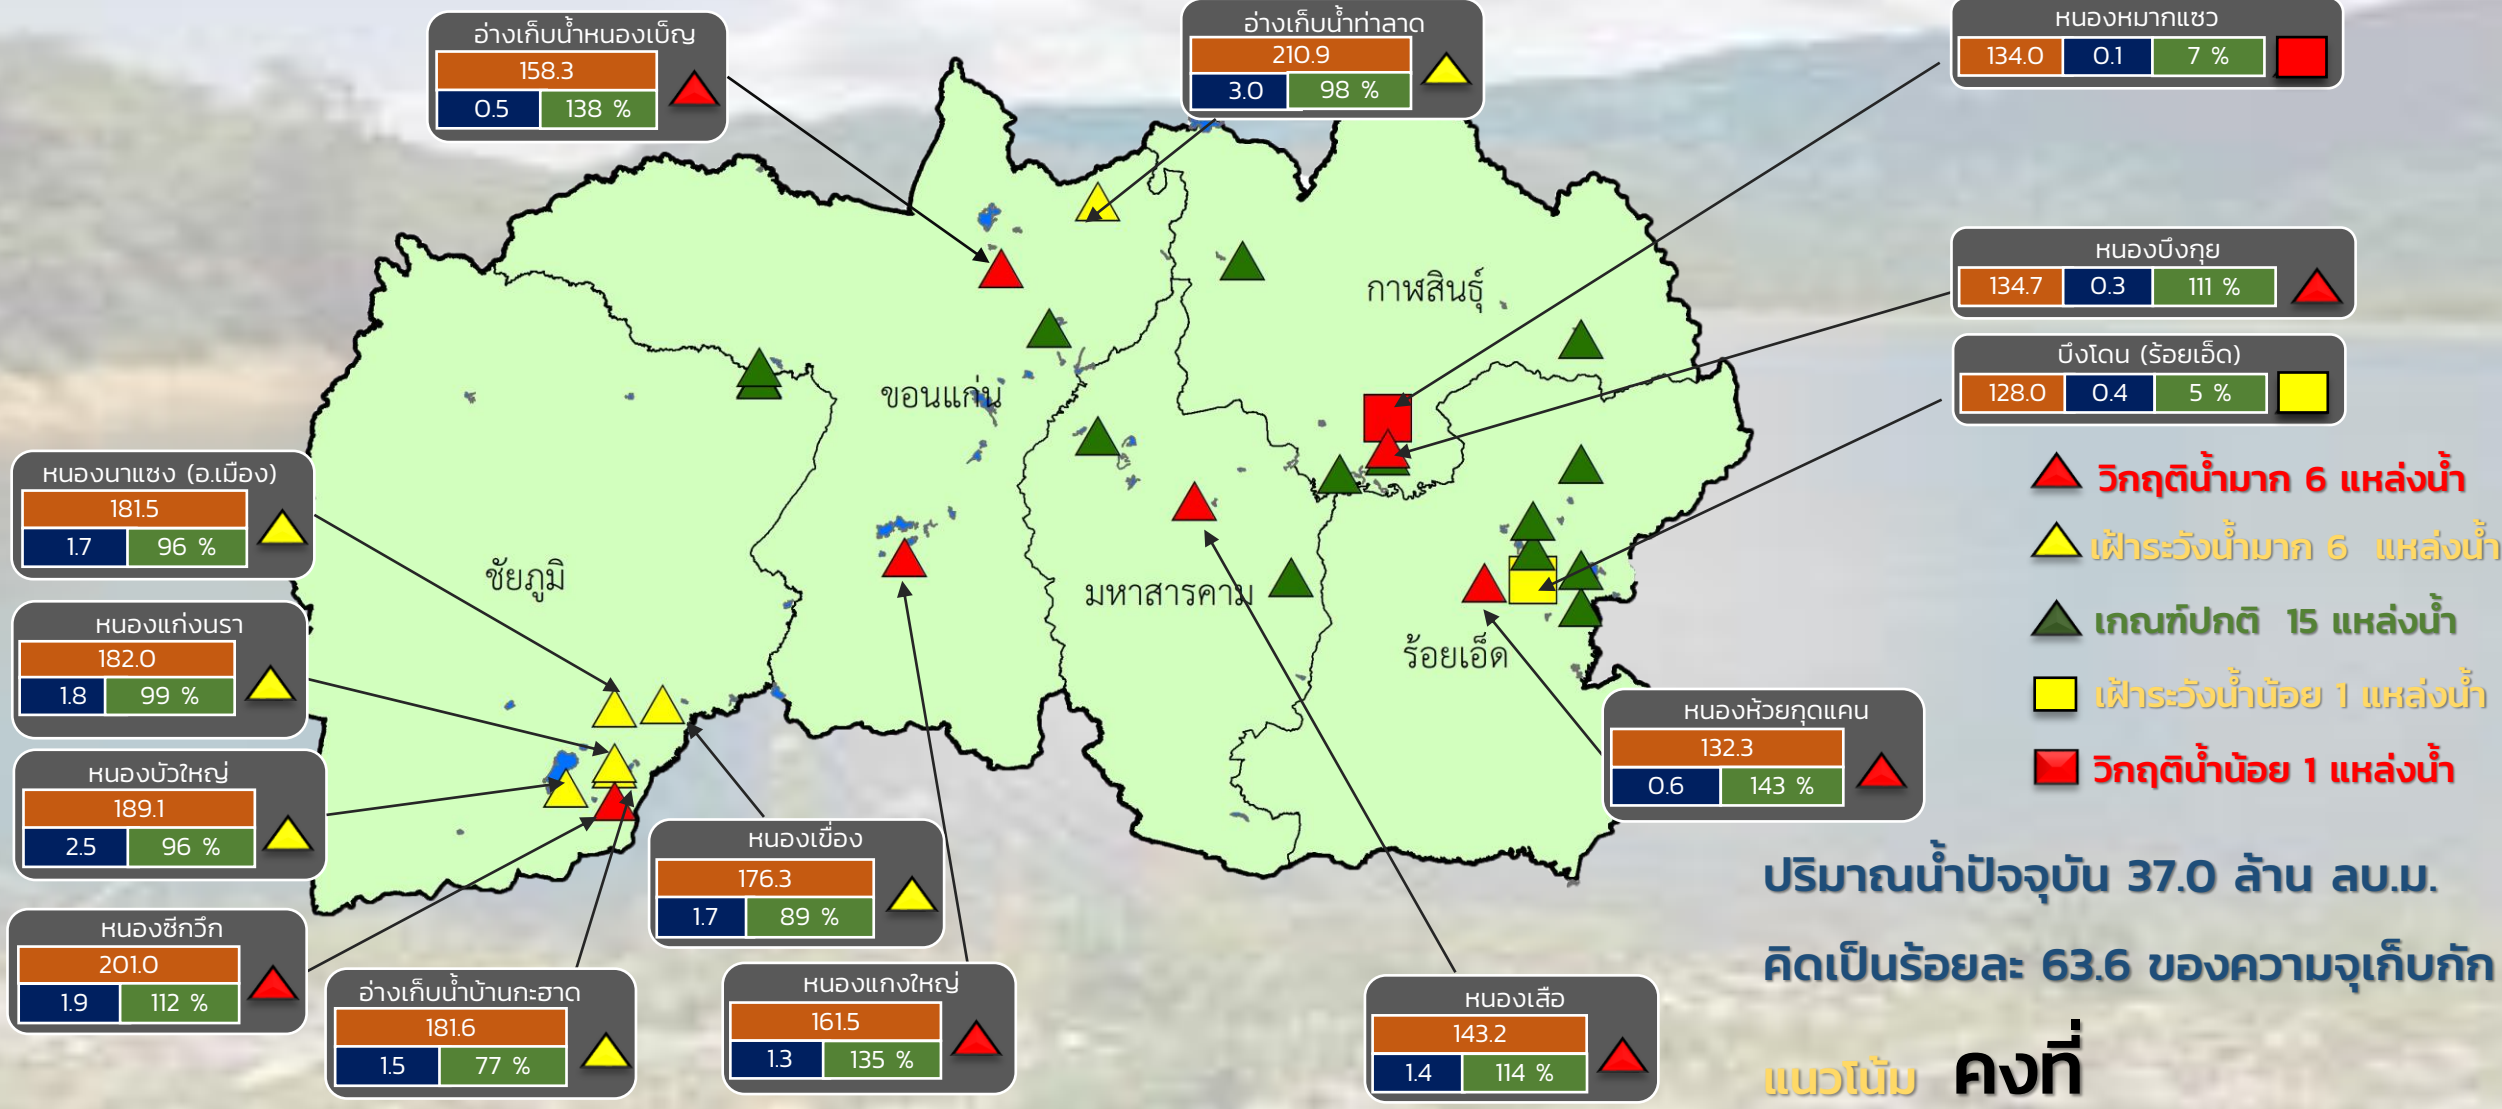 อ่างเก็บน้ำหนองเบ็ญ
158.3
0.5 138 %
อ่างเก็บน้ำท่าลาด
210.9
3.0 98 %
หนองหมากแซว
134.0 0.1 7 %
หนองบึงกุย
134.7 0.3 111 %
บึงโดน (ร้อยเอ็ด)
128.0 0.4 5 %
กาฬสินธุ์
ขอนแก่น
ชัยภูมิ
มหาสารคาม
ร้อยเอ็ด
หนองนาแซง (อ.เมือง)
181.5
1.7 96 %
หนองแก่งนรา
182.0
1.8 99 %
หนองบัวใหญ่
189.1
2.5 96 %
หนองซีกวึก
201.0
1.9 112 %
อ่างเก็บน้ำบ้านกะฮาด
181.6
1.5 77 %
หนองเขื่อง
176.3
1.7 89 %
หนองแกงใหญ่
161.5
1.3 135 %
หนองเสือ
143.2
1.4 114 %
หนองห้วยกุดแคน
132.3
0.6 143 %
วิกฤติน้ำมาก 6 แหล่งน้ำ
เฝ้าระวังน้ำมาก 6 แหล่งน้ำ
เกณฑ์ปกติ 15 แหล่งน้ำ
เฝ้าระวังน้ำน้อย 1 แหล่งน้ำ
วิกฤติน้ำน้อย 1 แหล่งน้ำ
ปริมาณน้ำปัจจุบัน 37.0 ล้าน ลบ.ม.
คิดเป็นร้อยละ 63.6 ของความจุเก็บกัก
แนวโน้ม คงที่